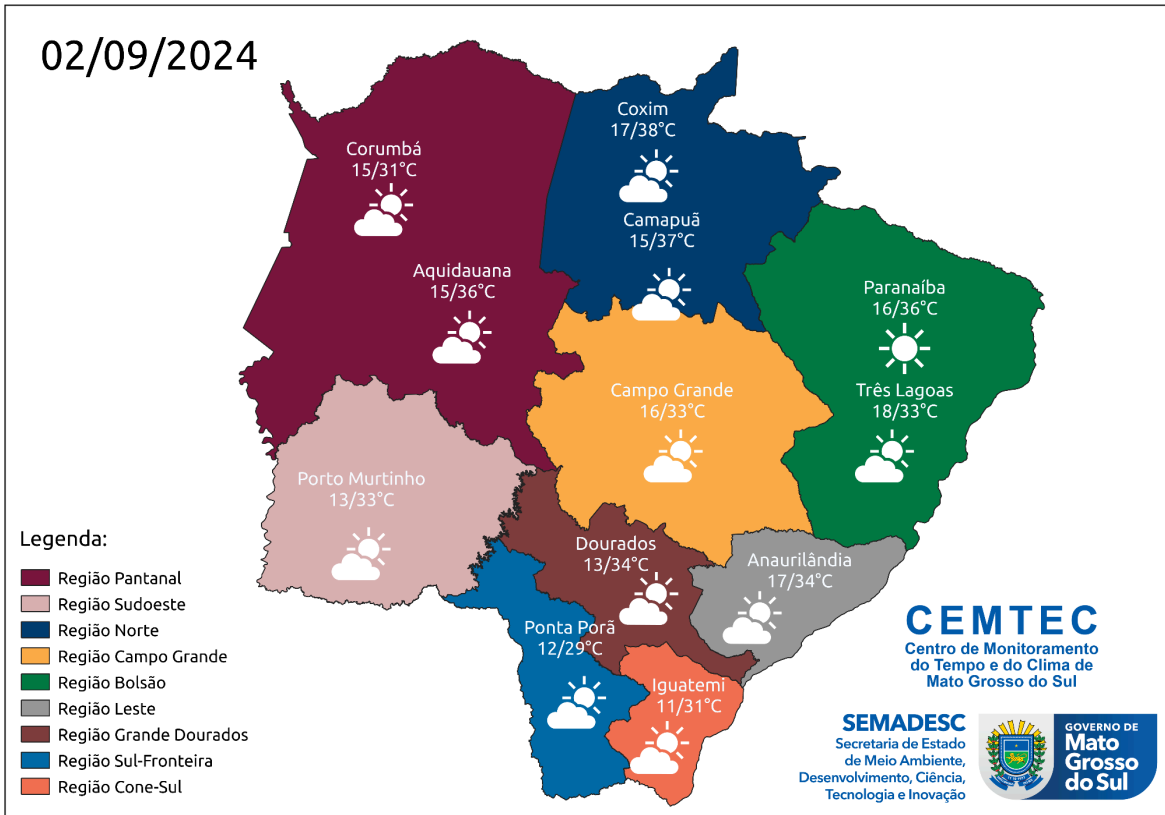 02/09/2024
Coxim
17/38°C
Corumbá
15/31°C
Camapuã
15/37°C
Aquidauana
15/36°C
Paranaíba
16/36°C
Campo Grande
16/33°C
Três Lagoas
18/33°C
Porto Murtinho
13/33°C
Dourados
13/34°C
Anaurilândia
17/34°C
Ponta Porã
12/29°C
Iguatemi
11/31°C
Legenda:
Região Pantanal
Região Sudoeste
Região Norte
Região Campo Grande
Região Bolsão
Região Leste
Região Grande Dourados
Região Sul-Fronteira
Região Cone-Sul
CEMTEC
Centro de Monitoramento
do Tempo e do Clima de
Mato Grosso do Sul
SEMADESC
Secretaria de Estado
de Meio Ambiente,
Desenvolvimento, Ciência,
Tecnologia e Inovação
GOVERNO DE
Mato
Grosso
do Sul